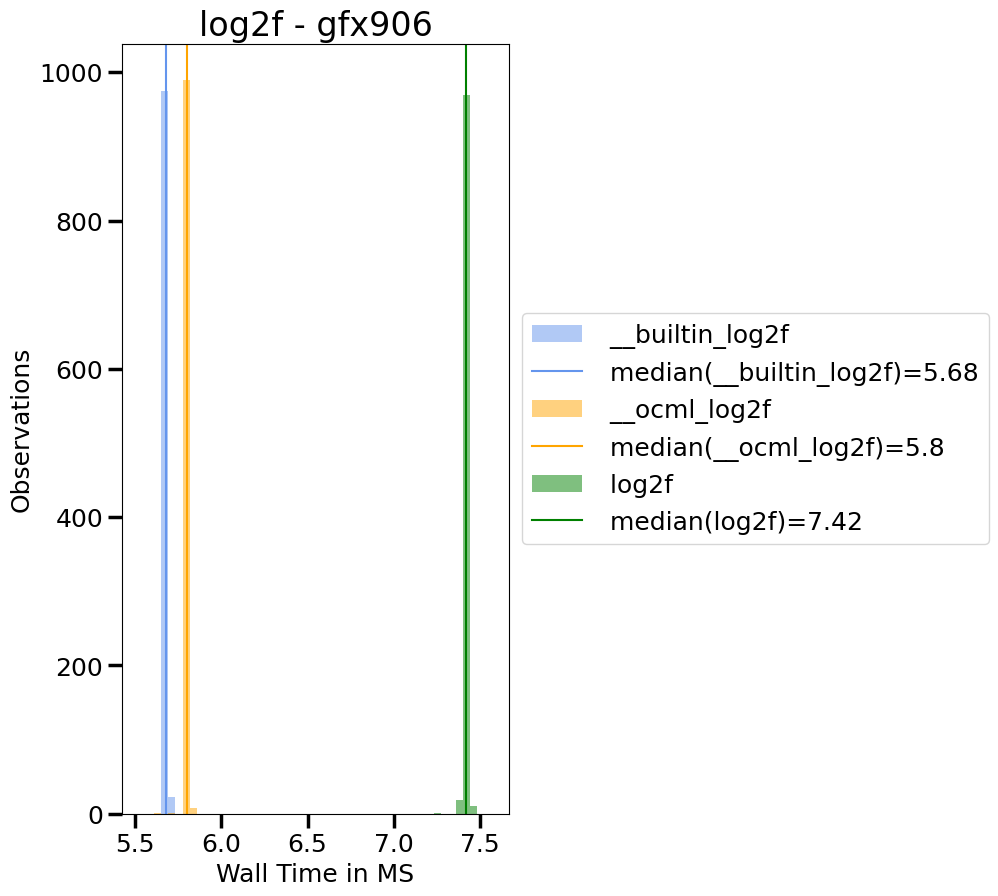 log2f - gfx906
1000
800
600
400
200
0
Observations
5.5 6.0 6.5 7.0 7.5
Wall Time in MS
__builtin_log2f
median(__builtin_log2f)=5.68
__ocml_log2f
median(__ocml_log2f)=5.8
log2f
median(log2f)=7.42